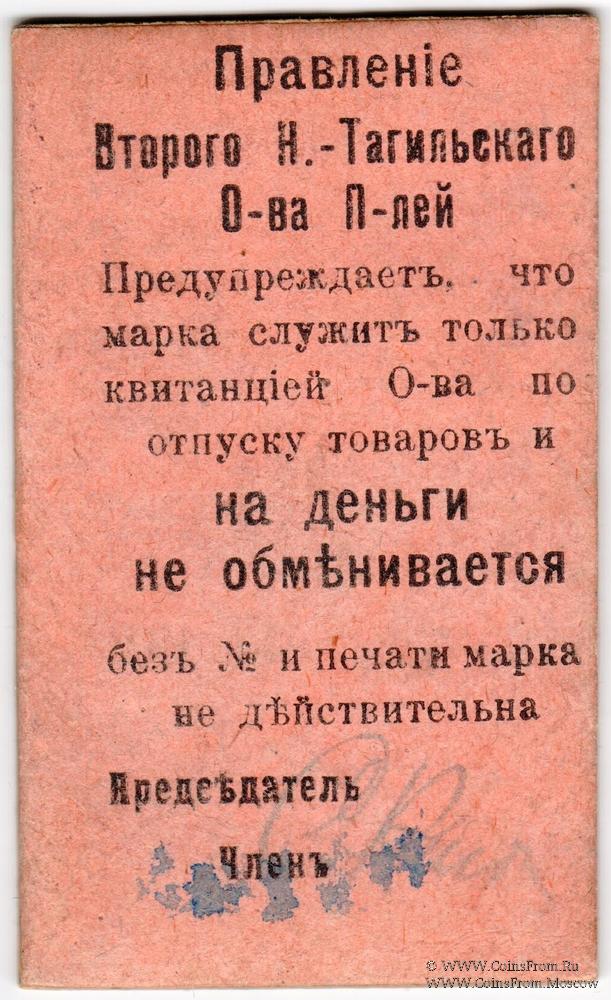 Правленіе
Второго Н.-Тагильскаго
О-ва П-лей
Предупреждаетъ, что
марка служитъ только
квитанціей О-ва по
отпуску товаровъ и
на деньги
не обмѣнивается
безъ № и печати марка
не дѣйствительна
Предсѣдатель
Членъ
© WWW.CoinsFrom.Ru
WWW.CoinsFrom.Moscow